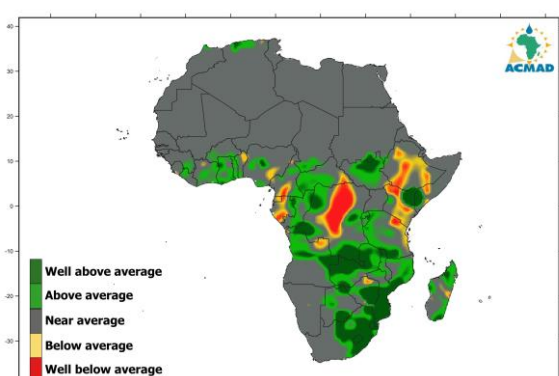 ACMAD
40
30
20
10
0
-10
-20
-30
Well above average
Above average
Near average
Below average
Well below average